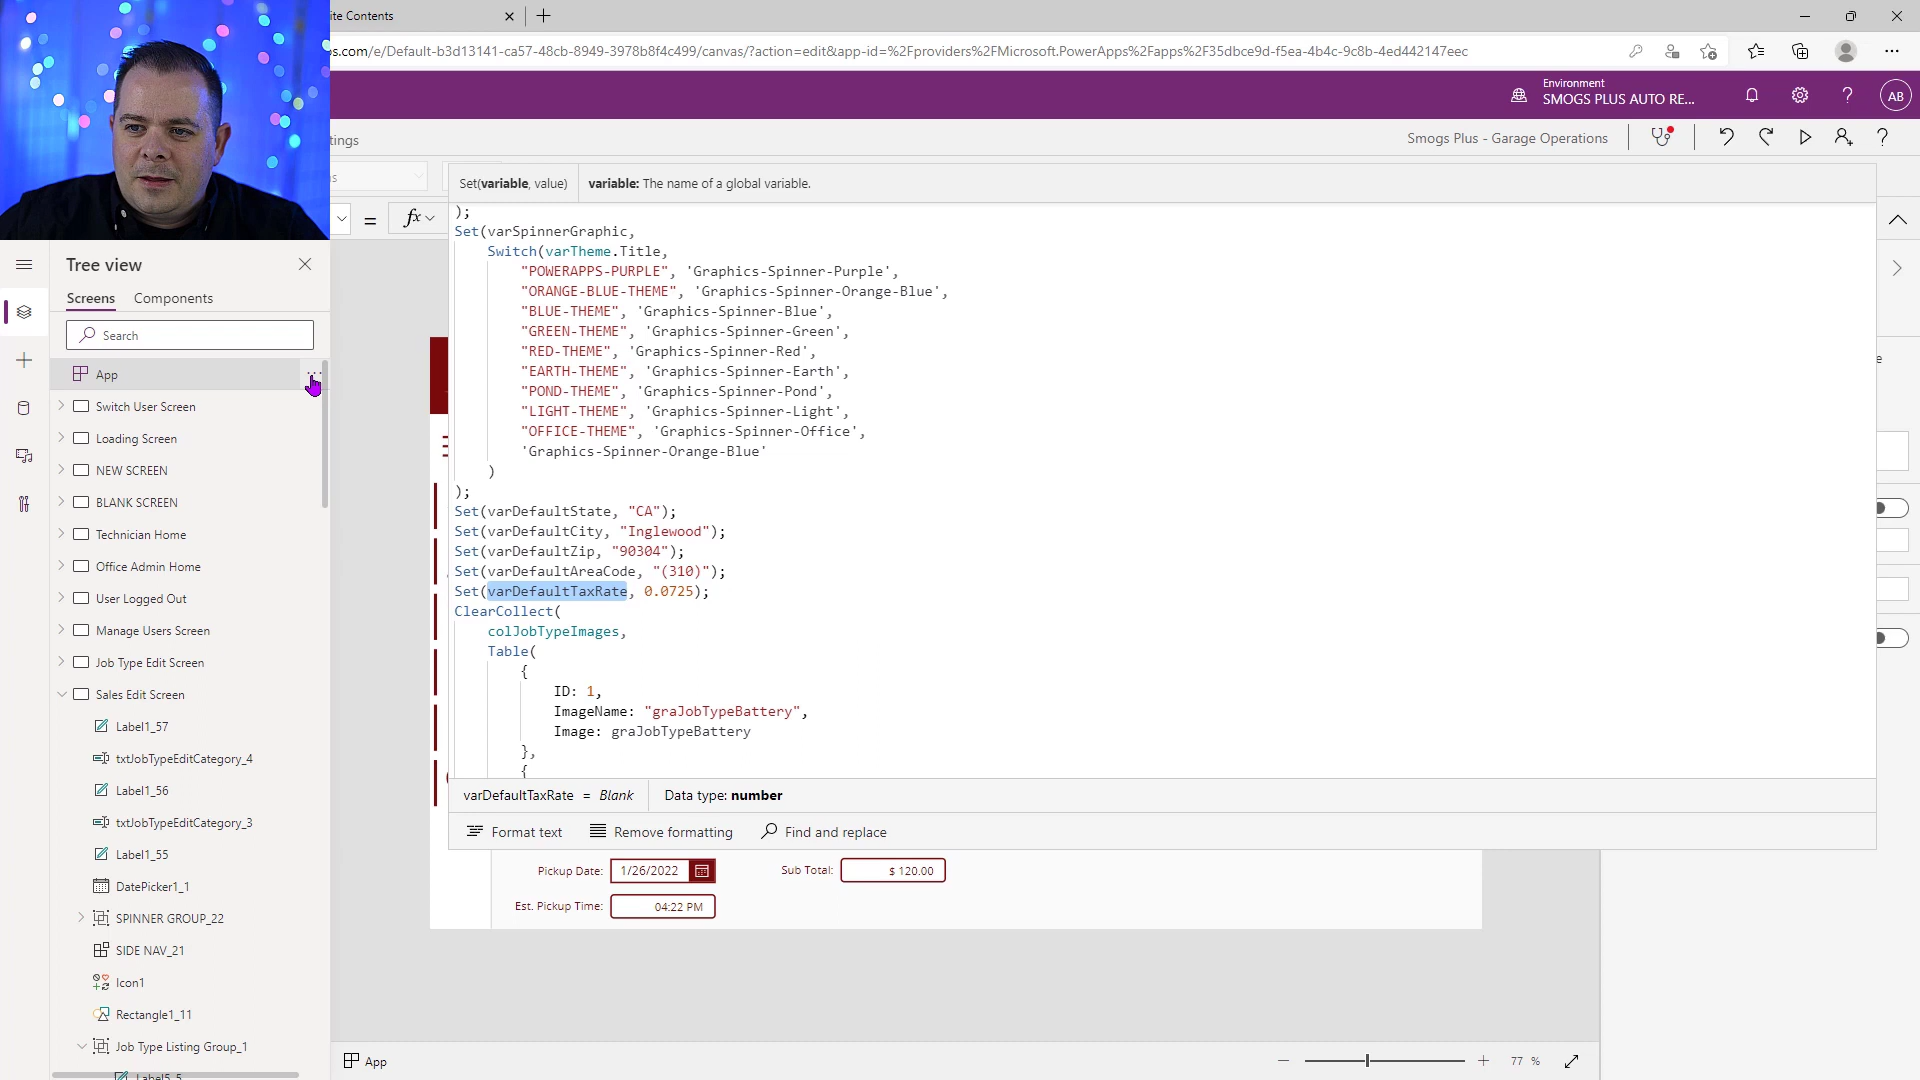 ite Contents
os.com/e/Default-b3d13141-ca57-48cb-8949-3978b8f4c499/canvas/?action=edit&app-id=%2Fproviders%2FMicrosoft.PowerApps%2Fapps%2F35dbce9d-f5ea-4b4c-9c8b-4ed442147eec
Environment
SMOGS PLUS AUTO RE...
AB
tings
Smogs Plus - Garage Operations
Set(variable, value)
variable: The name of a global variable.
=
fx
);
Set(varSpinnerGraphic,
Switch(varTheme.Title,
"POWERAPPS-PURPLE", 'Graphics-Spinner-Purple',
"ORANGE-BLUE-THEME", 'Graphics-Spinner-Orange-Blue',
"BLUE-THEME", 'Graphics-Spinner-Blue',
"GREEN-THEME", 'Graphics-Spinner-Green',
"RED-THEME", 'Graphics-Spinner-Red',
"EARTH-THEME", 'Graphics-Spinner-Earth',
"POND-THEME", 'Graphics-Spinner-Pond',
"LIGHT-THEME", 'Graphics-Spinner-Light',
"OFFICE-THEME", 'Graphics-Spinner-Office',
'Graphics-Spinner-Orange-Blue'
)
);
Set(varDefaultState, "CA");
Set(varDefaultCity, "Inglewood");
Set(varDefaultZip, "90304");
Set(varDefaultAreaCode, "(310)");
Set(varDefaultTaxRate, 0.0725);
ClearCollect(
colJobTypeImages,
Table(
{
ID: 1,
ImageName: "graJobTypeBattery",
Image: graJobTypeBattery
},
{
varDefaultTaxRate = Blank
Data type: number
Format text
Remove formatting
Find and replace
Pickup Date: 1/26/2022
Sub Total: $ 120.00
Est. Pickup Time: 04:22 PM
Tree view
Screens
Components
Search
App
Switch User Screen
Loading Screen
NEW SCREEN
BLANK SCREEN
Technician Home
Office Admin Home
User Logged Out
Manage Users Screen
Job Type Edit Screen
Sales Edit Screen
Label1_57
txtJobTypeEditCategory_4
Label1_56
txtJobTypeEditCategory_3
Label1_55
DatePicker1_1
SPINNER GROUP_22
SIDE NAV_21
Icon1
Rectangle1_11
Job Type Listing Group_1
Label5_5
App
77 %